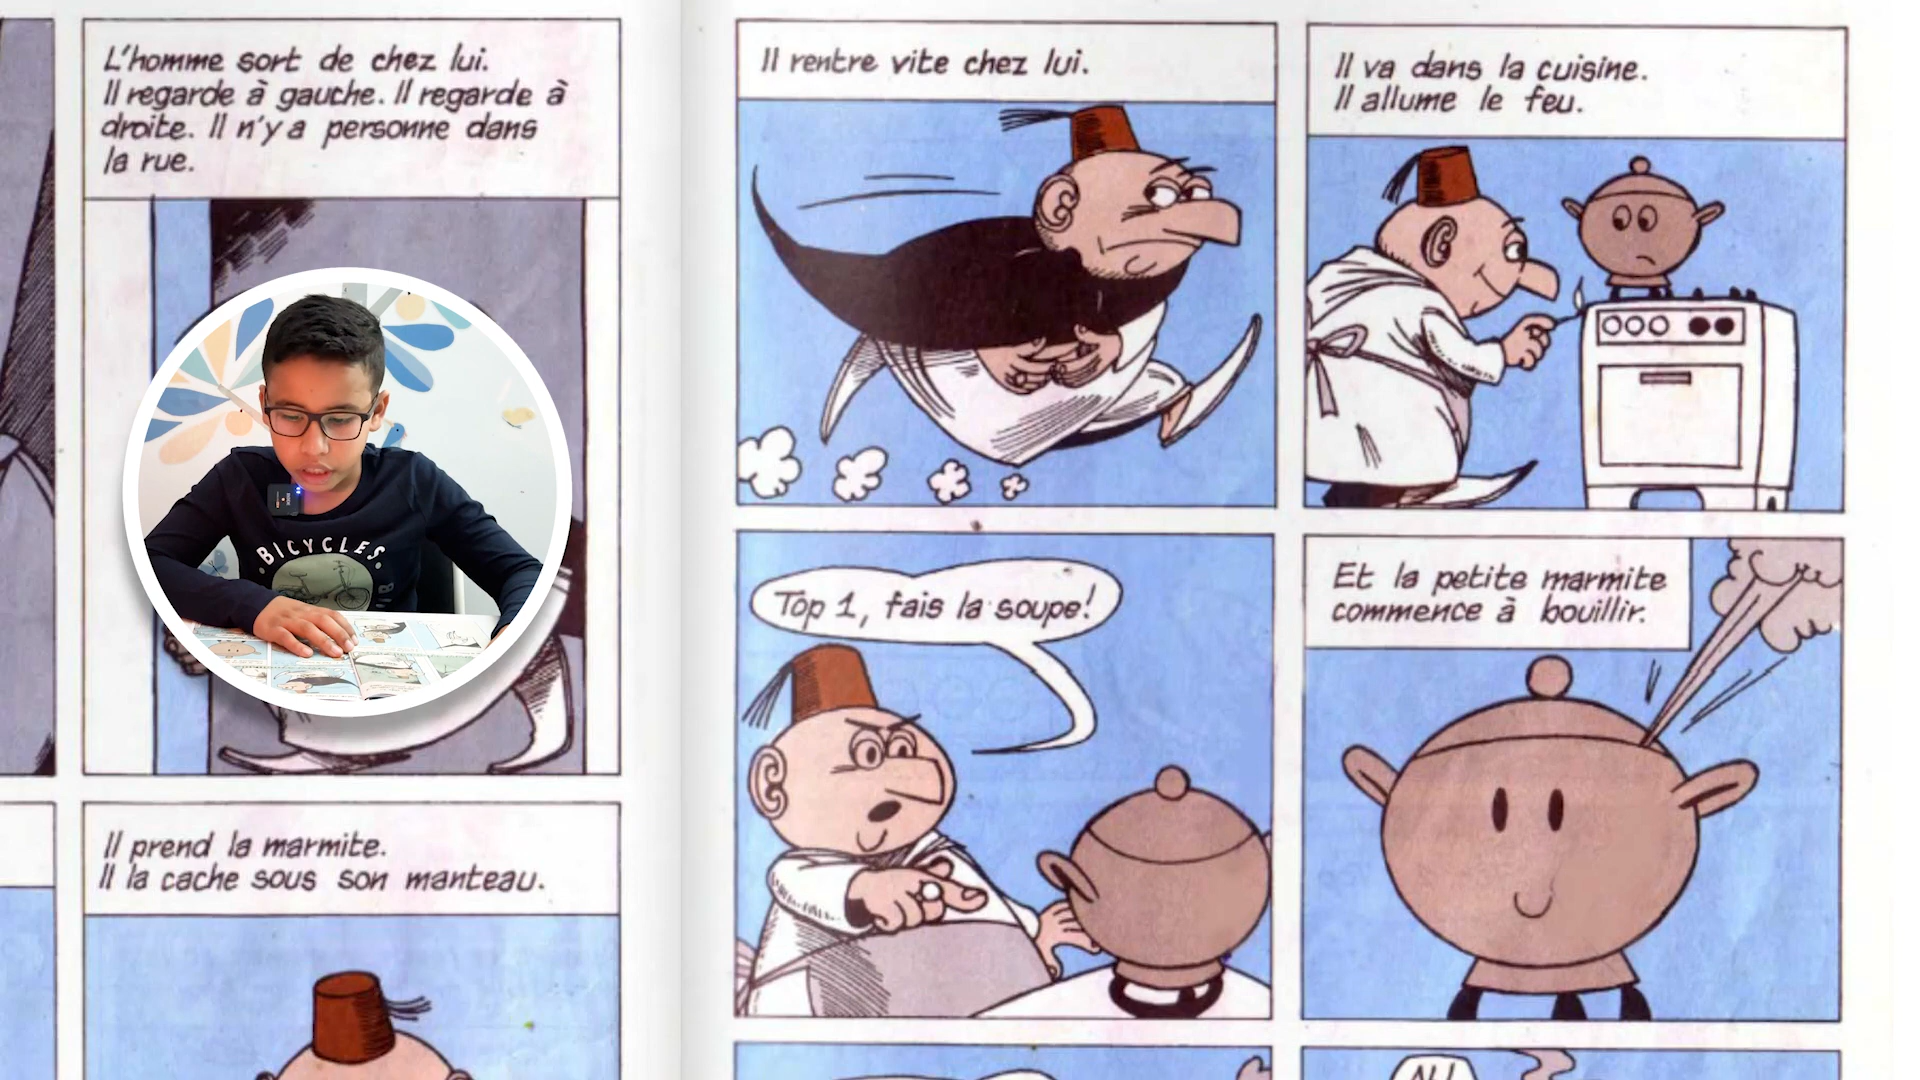 L'homme sort de chez lui.
Il regarde à gauche. Il regarde à
droite. Il n'y a personne dans
la rue.
Il prend la marmite.
Il la cache sous son manteau.
BICYCLES
Il rentre vite chez lui.
Il va dans la cuisine.
Il allume le feu.
Top 1, fais la soupe!
Et la petite marmite
commence à bouillir.